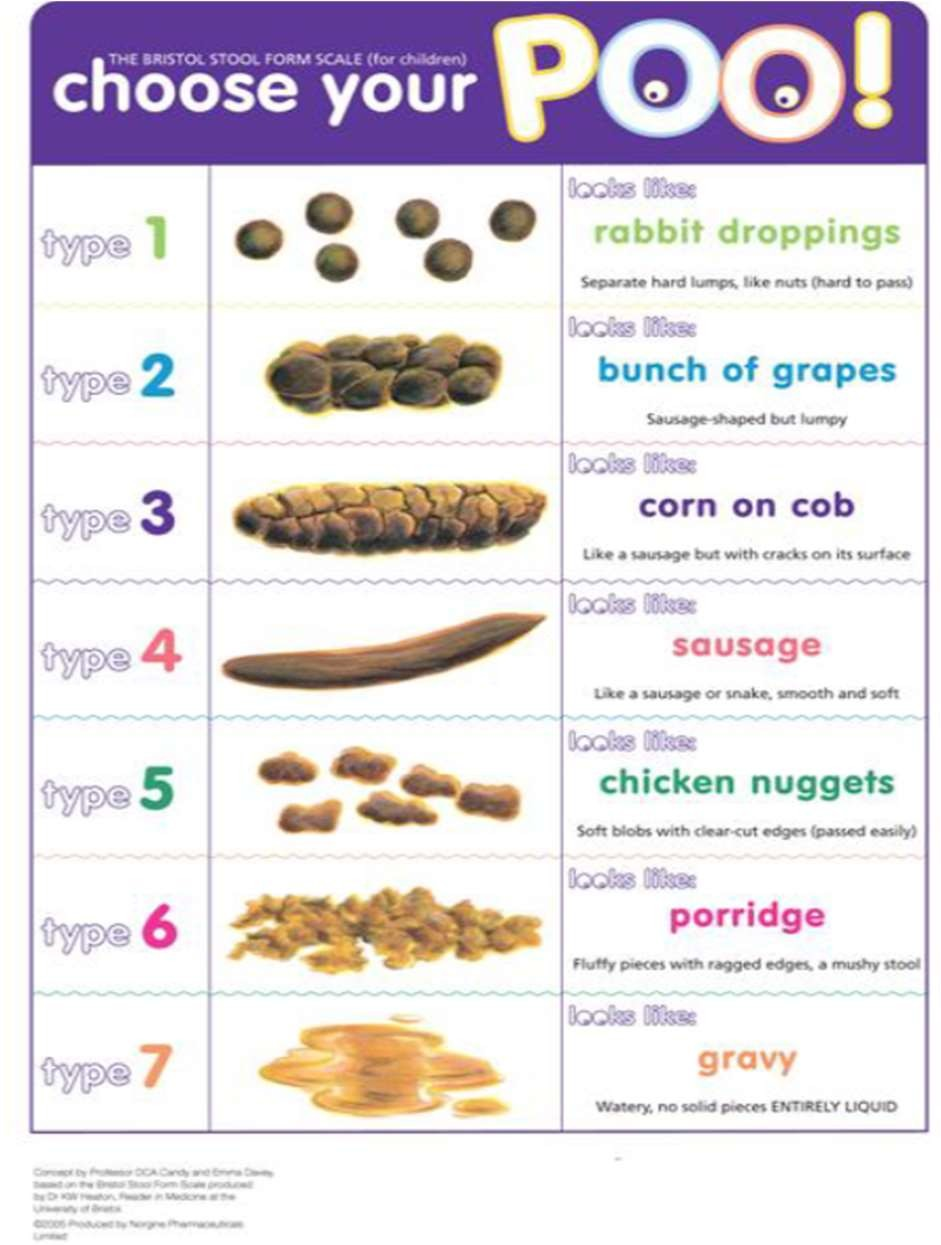 THE BRISTOL STOOL FORM SCALE (for children)
choose your POO!
type 1
looks like:
rabbit droppings
Separate hard lumps, like nuts (hard to pass)
type 2
looks like:
bunch of grapes
Sausage-shaped but lumpy
type 3
looks like:
corn on cob
Like a sausage but with cracks on its surface
type 4
looks like:
sausage
Like a sausage or snake, smooth and soft
type 5
looks like:
chicken nuggets
Soft blobs with clear-cut edges (passed easily)
type 6
looks like:
porridge
Fluffy pieces with ragged edges, a mushy stool
type 7
looks like:
gravy
Watery, no solid pieces ENTIRELY LIQUID
Concept by Professor DCA Candy and Emma Davey,
based on the Bristol Stool Form Scale produced
by Dr KW Heaton, Reader in Medicine at the
University of Bristol.
©2005 Produced by Norgine Pharmaceuticals
Limited